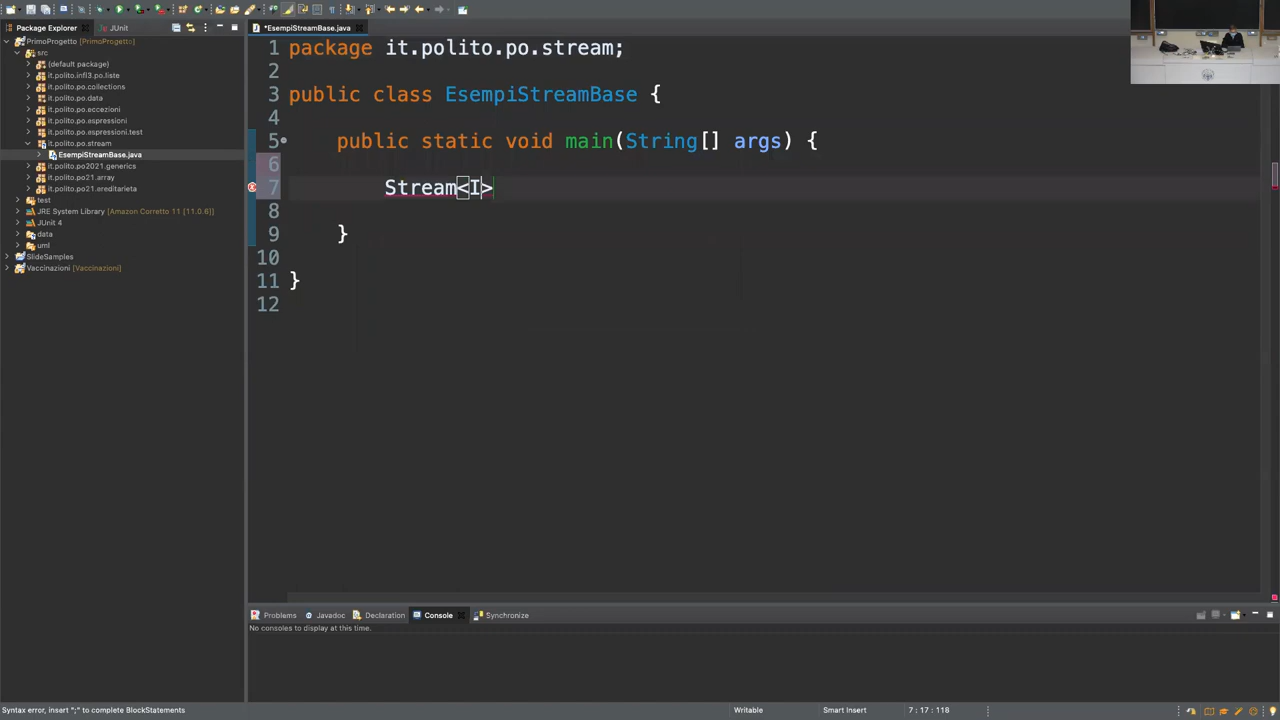 Package Explorer
JUnit
*EsempiStreamBase.java
PrimoProgetto [PrimoProgetto]
src
(default package)
it.polito.infl3.po.liste
it.polito.po.collections
it.polito.po.data
it.polito.po.eccezioni
it.polito.po.espressioni
it.polito.po.espressioni.test
it.polito.po.stream
EsempiStreamBase.java
it.polito.po2021.generics
it.polito.po21.array
it.polito.po21.ereditarieta
test
JRE System Library [Amazon Corretto 11 [11.0.6]]
JUnit 4
data
uml
SlideSamples
Vaccinazioni [Vaccinazioni]
1 package it.polito.po.stream;
2
3 public class EsempiStreamBase {
4
5 public static void main(String[] args) {
6
7 Stream<I>
8
9 }
10
11 }
12
Problems
Javadoc
Declaration
Console
Synchronize
No consoles to display at this time.
Syntax error, insert ";" to complete BlockStatements
Writable
Smart Insert
7 : 17 : 118